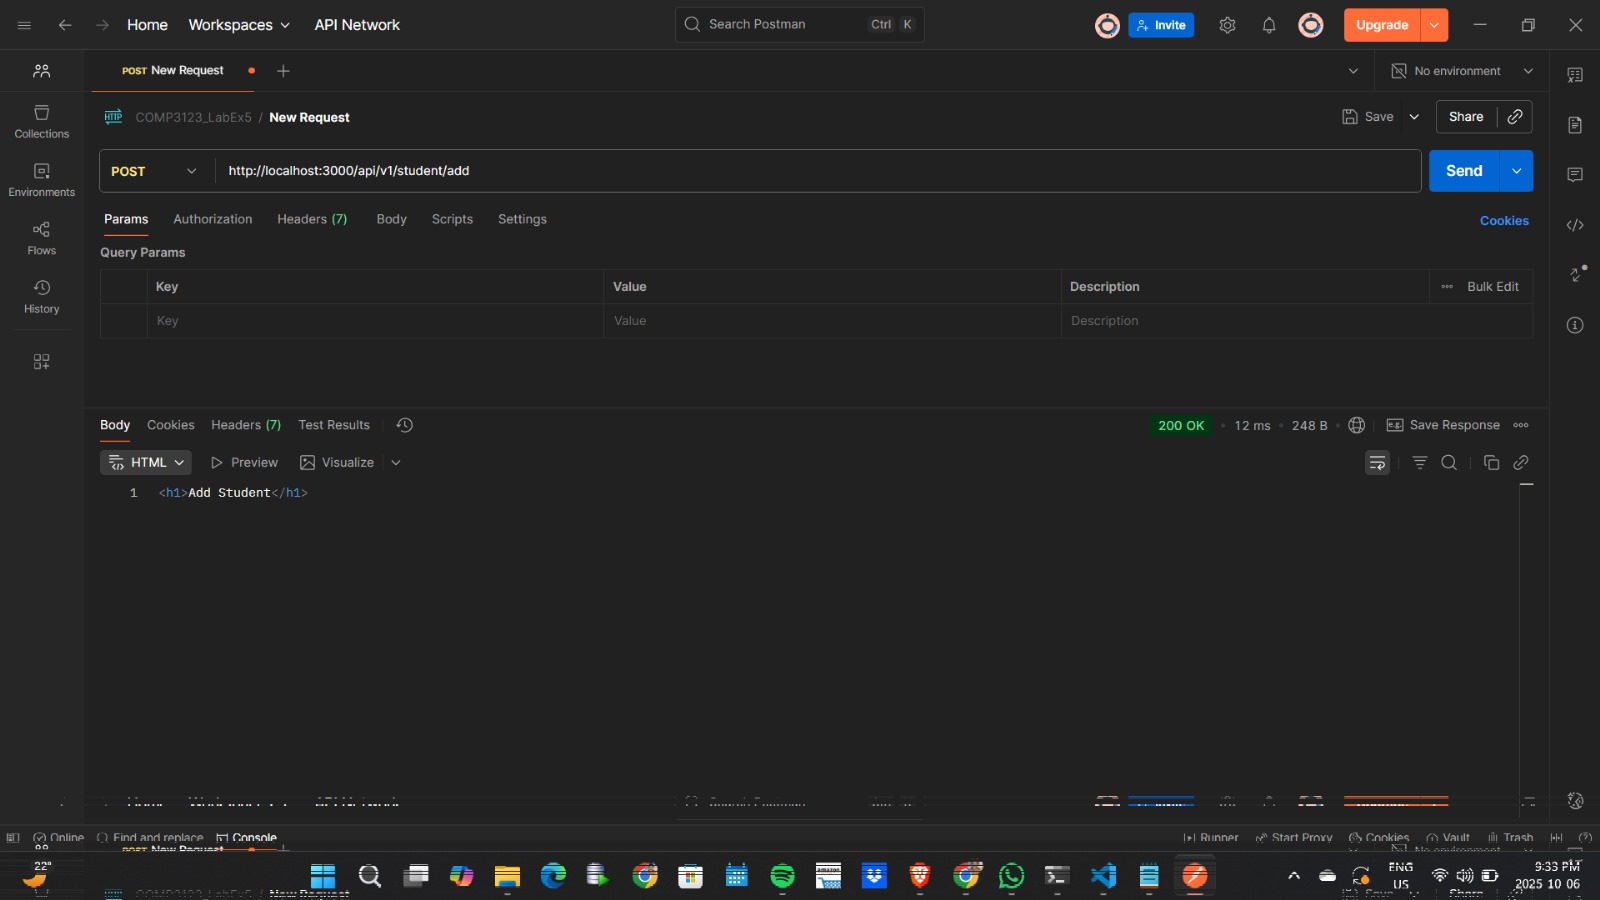 Home Workspaces API Network Search Postman Ctrl K Invite Upgrade
POST New Request No environment
HTTP COMP3123_LabEx5 / New Request Save Share
Collections
POST http://localhost:3000/api/v1/student/add Send
Environments
Params Authorization Headers (7) Body Scripts Settings Cookies
Flows
Query Params
Key Value Description Bulk Edit
History
Key Value Description
Body Cookies Headers (7) Test Results 200 OK 12 ms 248 B e.g. Save Response
HTML Preview Visualize
1 <h1>Add Student</h1>
Online Find and replace Console Runner Start Proxy Cookies Vault Trash
22°
ENG
US
9:33 PM
2025 10 06